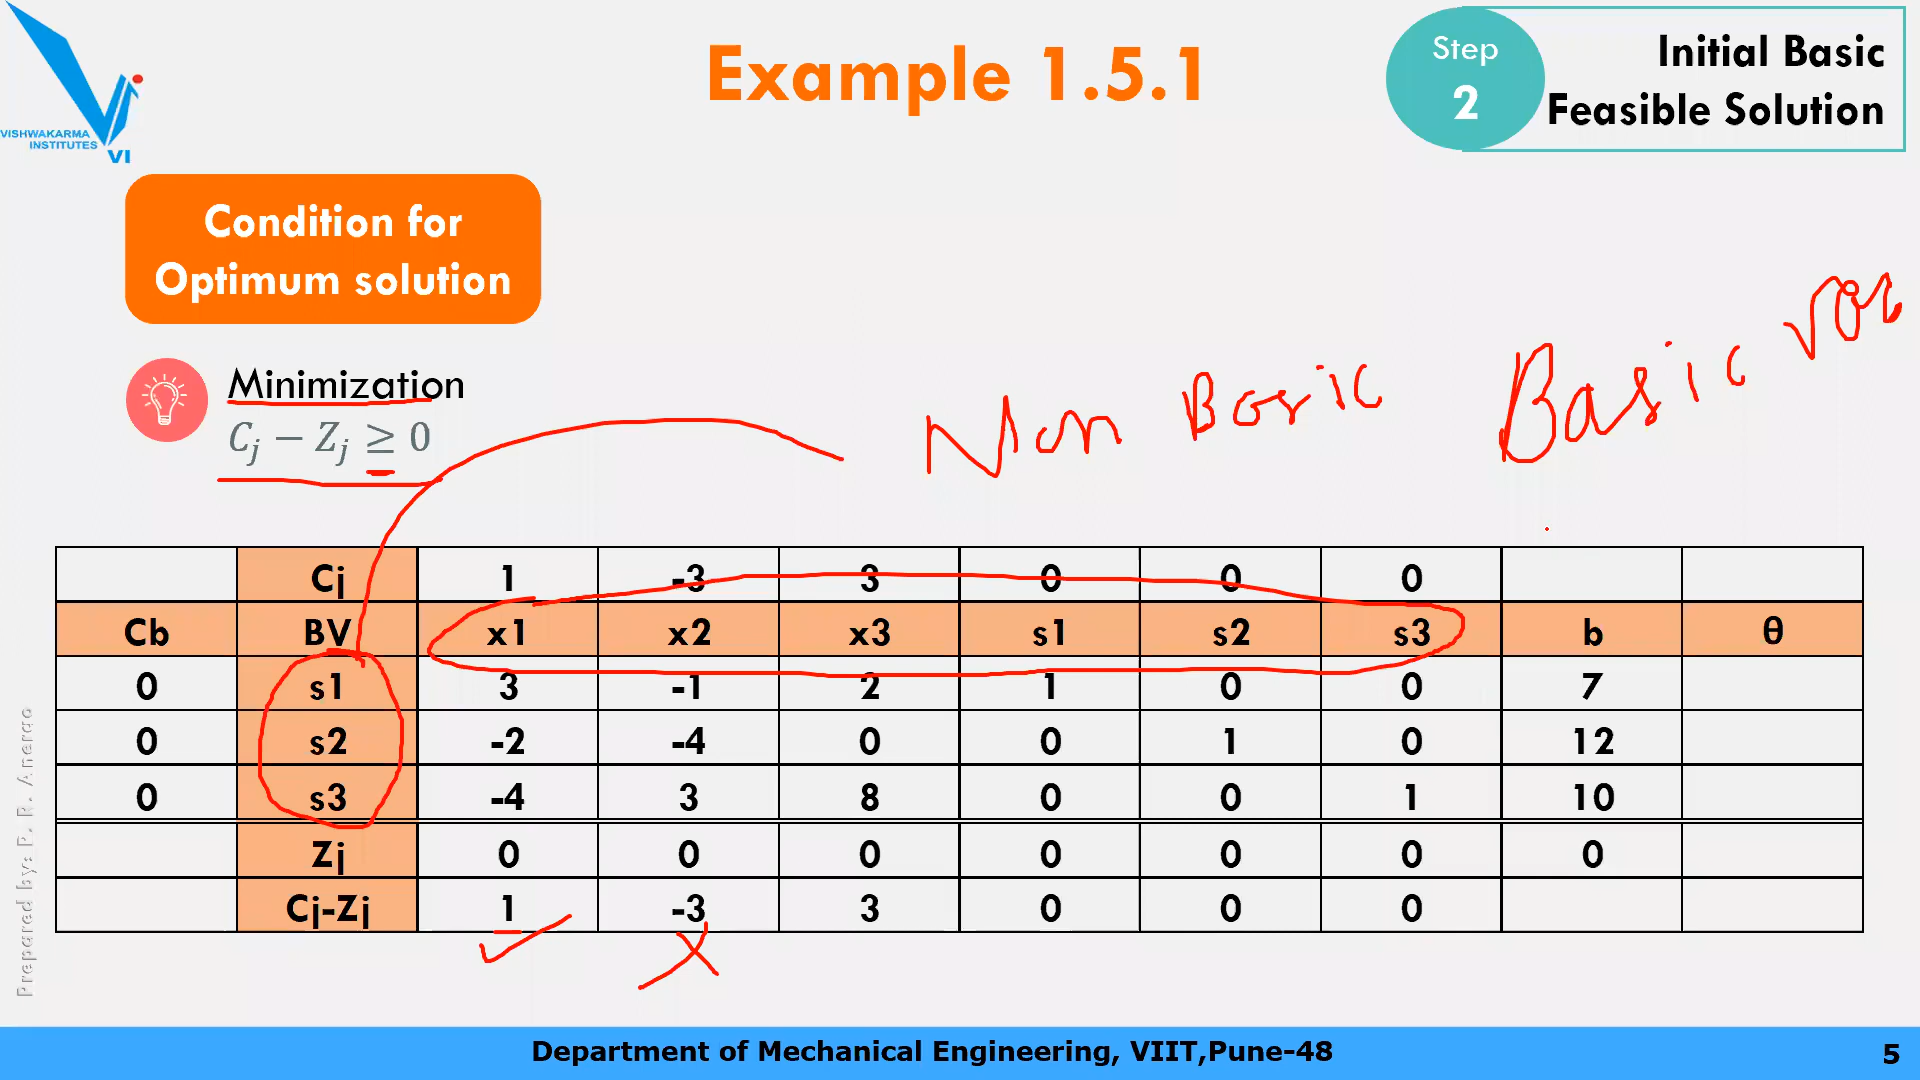 VISHWAKARMA
INSTITUTES
VI
Example 1.5.1
Step
2
Initial Basic
Feasible Solution
Condition for
Optimum solution
Minimization
Cj − Zj ≥ 0
Non Basic
Basic var
Cj 1 -3 3 0 0 0
Cb BV x1 x2 x3 s1 s2 s3 b θ
0 s1 3 -1 2 1 0 0 7
0 s2 -2 -4 0 0 1 0 12
0 s3 -4 3 8 0 0 1 10
Zj 0 0 0 0 0 0 0
Cj-Zj 1 -3 3 0 0 0
Prepared by: P. R. Anerao
Department of Mechanical Engineering, VIIT,Pune-48
5